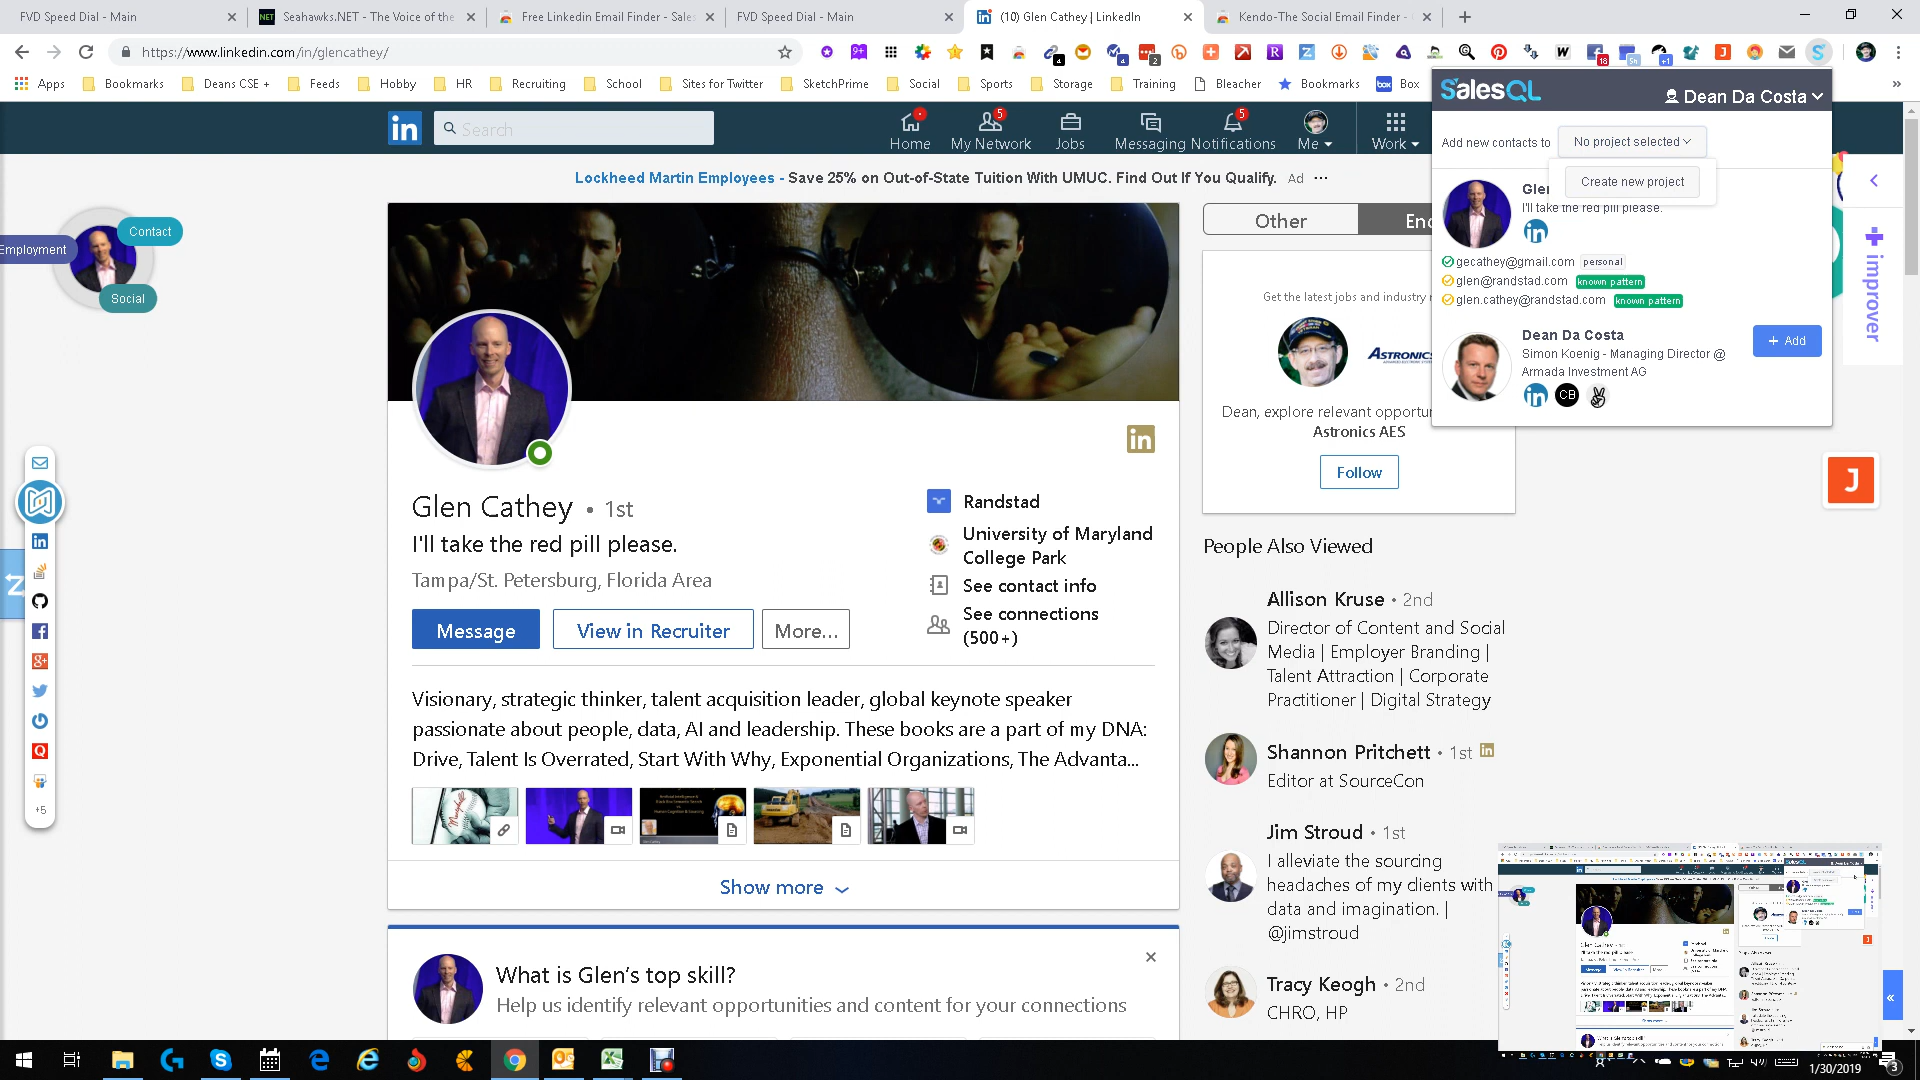 FVD Speed Dial - Main
Seahawks.NET - The Voice of the
Free Linkedin Email Finder - Sales
FVD Speed Dial - Main
(10) Glen Cathey | LinkedIn
Kendo-The Social Email Finder -
https://www.linkedin.com/in/glencathey/
Apps
Bookmarks
Deans CSE +
Feeds
Hobby
HR
Recruiting
School
Sites for Twitter
SketchPrime
Social
Sports
Storage
Training
Bleacher
Bookmarks
box
Box
SalesQL
Dean Da Costa
Add new contacts to
No project selected
Create new project
Glen
I'll take the red pill please.
gecathey@gmail.com personal
glen@randstad.com known pattern
glen.cathey@randstad.com known pattern
Dean Da Costa
Simon Koenig - Managing Director @
Armada Investment AG
+ Add
CB
improver
in
Search
Home
My Network
5
Jobs
Messaging
Notifications
5
Me
Work
Lockheed Martin Employees - Save 25% on Out-of-State Tuition With UMUC. Find Out If You Qualify. Ad ...
Employment
Contact
Social
+5
Glen Cathey • 1st
I'll take the red pill please.
Tampa/St. Petersburg, Florida Area
Message
View in Recruiter
More...
Randstad
University of Maryland
College Park
See contact info
See connections
(500+)
Visionary, strategic thinker, talent acquisition leader, global keynote speaker
passionate about people, data, AI and leadership. These books are a part of my DNA:
Drive, Talent Is Overrated, Start With Why, Exponential Organizations, The Advanta...
Show more
What is Glen's top skill?
Help us identify relevant opportunities and content for your connections
Other
End
Get the latest jobs and industry
ASTRONICS
Dean, explore relevant opportu
Astronics AES
Follow
J
People Also Viewed
Allison Kruse • 2nd
Director of Content and Social
Media | Employer Branding |
Talent Attraction | Corporate
Practitioner | Digital Strategy
Shannon Pritchett • 1st
Editor at SourceCon
Jim Stroud • 1st
I alleviate the sourcing
headaches of my clients with
data and imagination. |
@jimstroud
Tracy Keogh • 2nd
CHRO, HP
1/30/2019
3